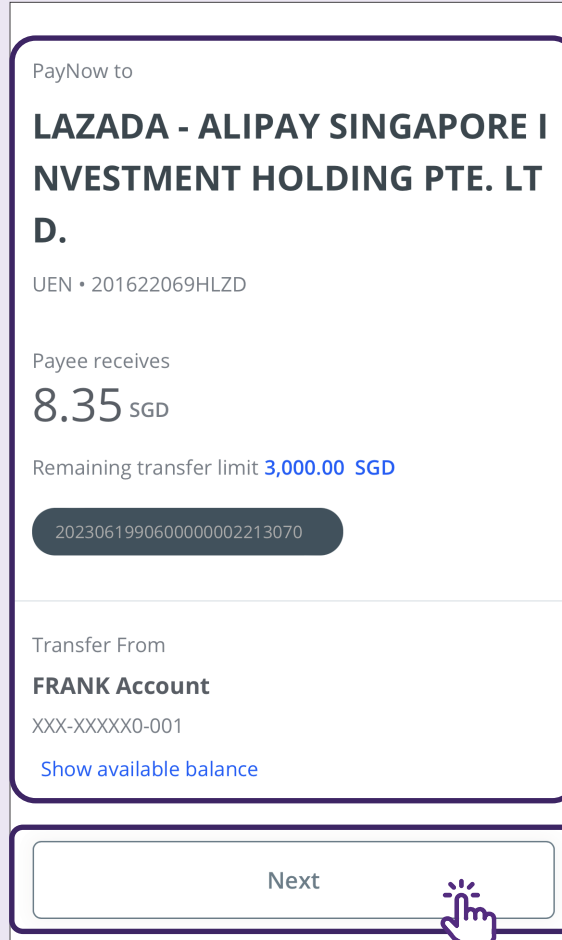 PayNow to
LAZADA - ALIPAY SINGAPORE I
NVESTMENT HOLDING PTE. LT
D.
UEN • 201622069HLZD
Payee receives
8.35 SGD
Remaining transfer limit 3,000.00 SGD
2023061990600000002213070
Transfer From
FRANK Account
XXX-XXXXX0-001
Show available balance
Next